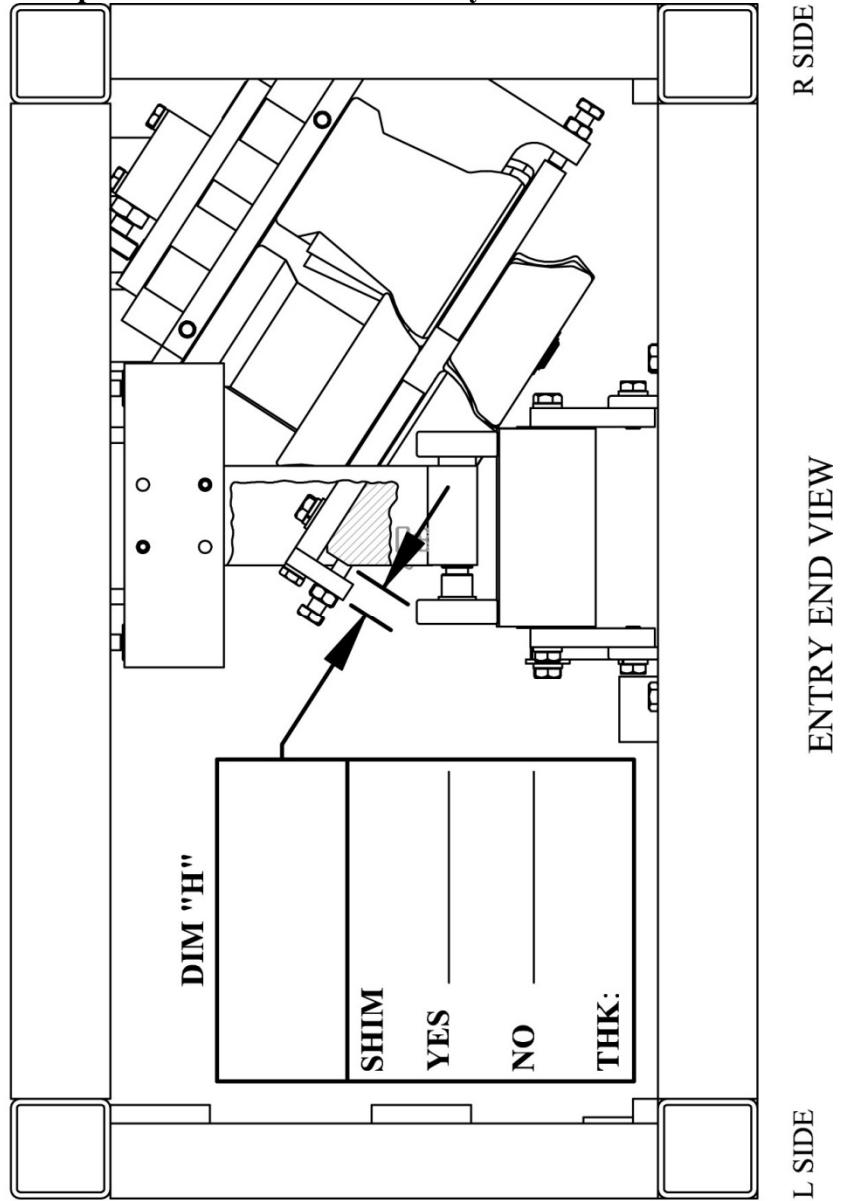 DIM "H"
SHIM
YES
NO
THK:
L SIDE
ENTRY END VIEW
R SIDE